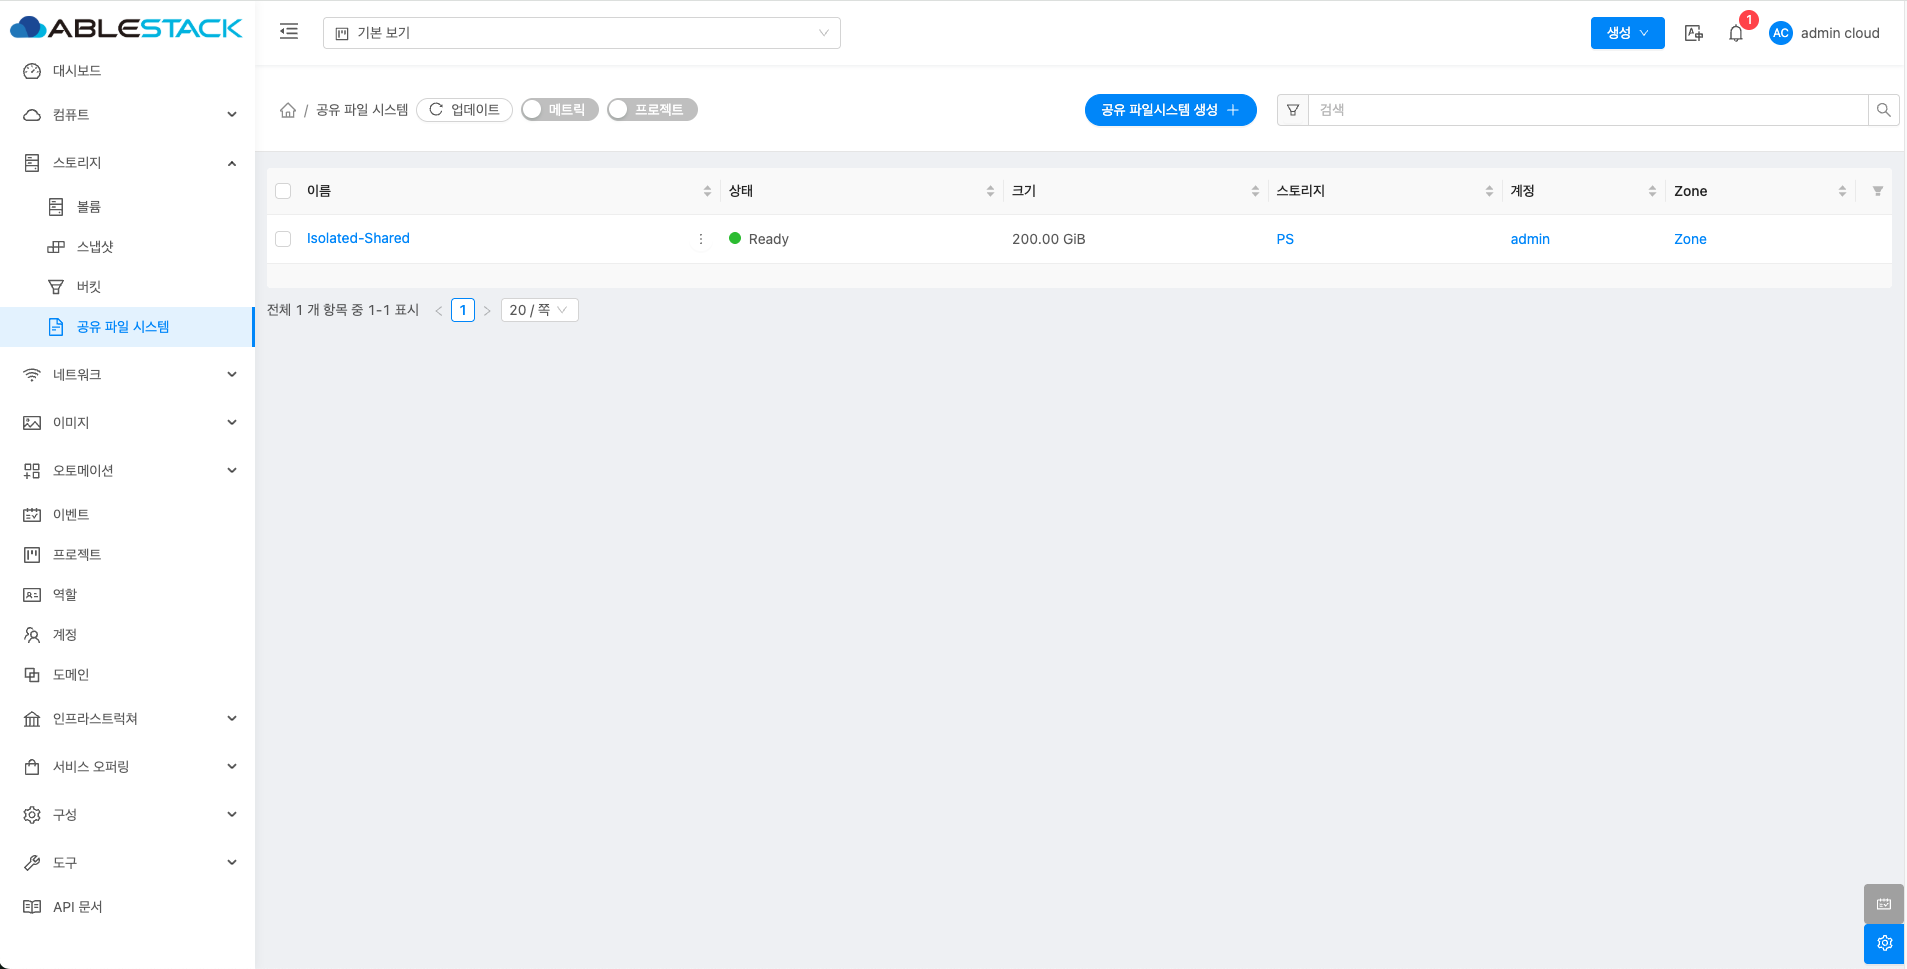 ABLESTACK
기본 보기
생성
1
AC
admin cloud
대시보드
컴퓨트
스토리지
볼륨
스냅샷
버킷
공유 파일 시스템
네트워크
이미지
오토메이션
이벤트
프로젝트
역할
계정
도메인
인프라스트럭쳐
서비스 오퍼링
구성
도구
API 문서
/ 공유 파일 시스템 업데이트 메트릭 프로젝트
공유 파일시스템 생성
검색
이름 상태 크기 스토리지 계정 Zone
Isolated-Shared Ready 200.00 GiB PS admin Zone
전체 1 개 항목 중 1-1 표시 < 1 > 20 / 쪽